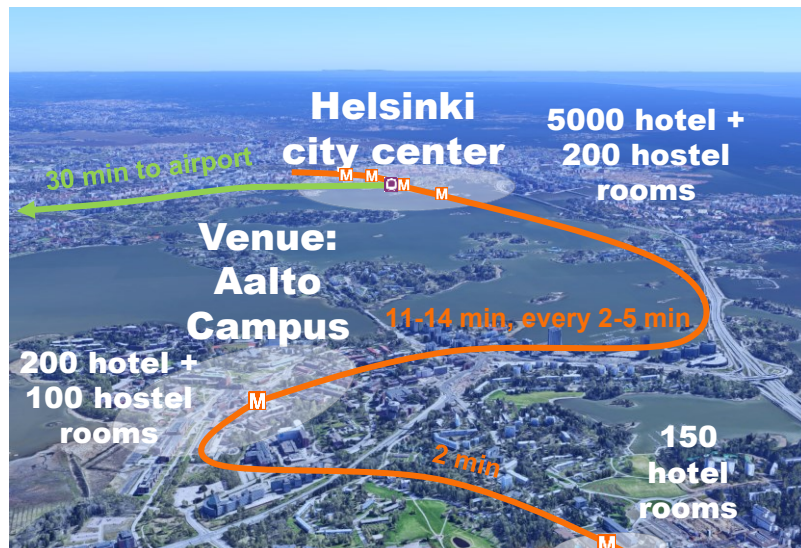 Helsinki
city center
5000 hotel +
200 hostel
rooms
30 min to airport
M
M
M
M
Venue:
Aalto
Campus
11-14 min, every 2-5 min
200 hotel +
100 hostel
rooms
M
150
hotel
rooms
2 min
M